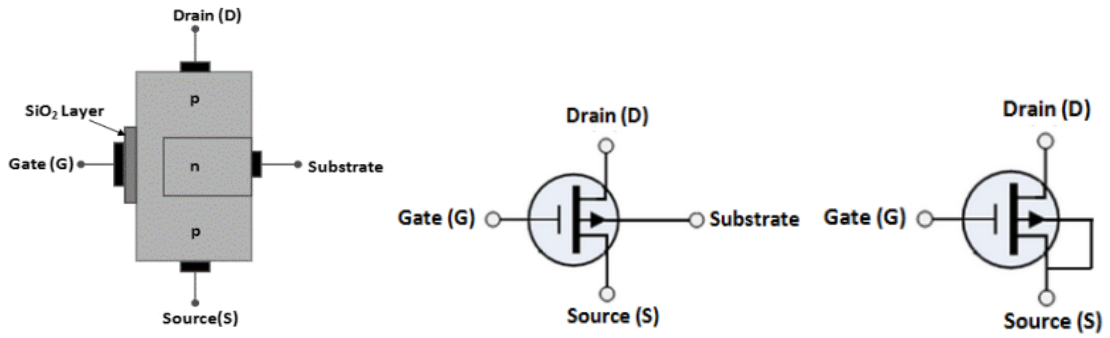 Drain (D)
p
SiO₂ Layer
Gate (G)
n
Substrate
p
Source(S)
Drain (D)
Gate (G)
Substrate
Source (S)
Drain (D)
Gate (G)
Source (S)